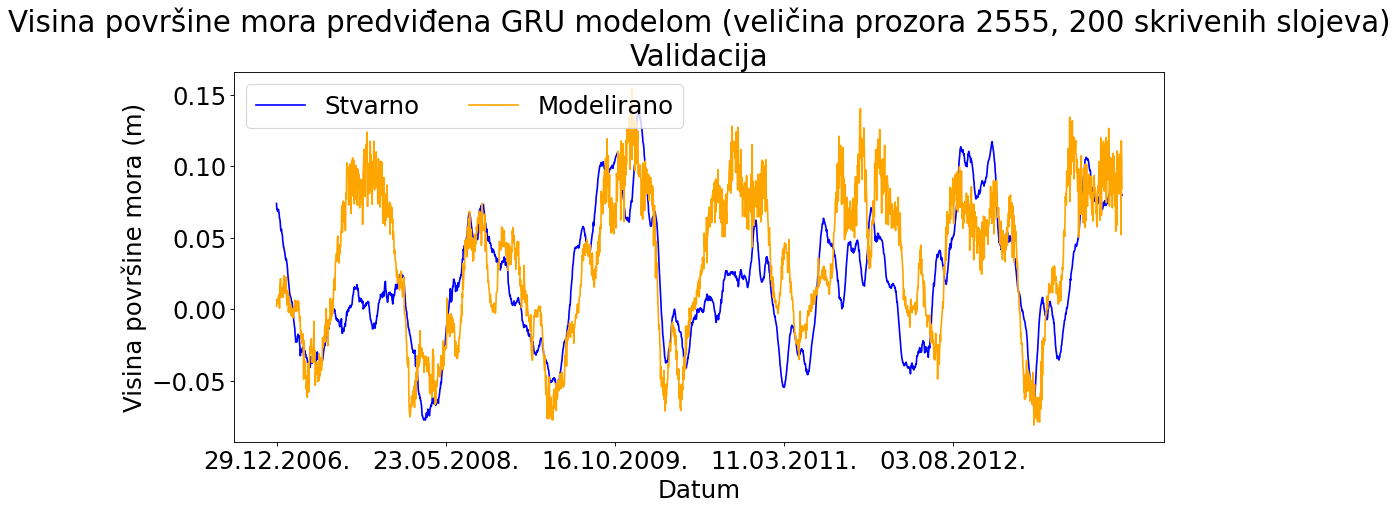 Visina površine mora predviđena GRU modelom (veličina prozora 2555, 200 skrivenih slojeva)
Validacija
Stvarno Modelirano
Visina površine mora (m)
0.15
0.10
0.05
0.00
−0.05
29.12.2006. 23.05.2008. 16.10.2009. 11.03.2011. 03.08.2012.
Datum